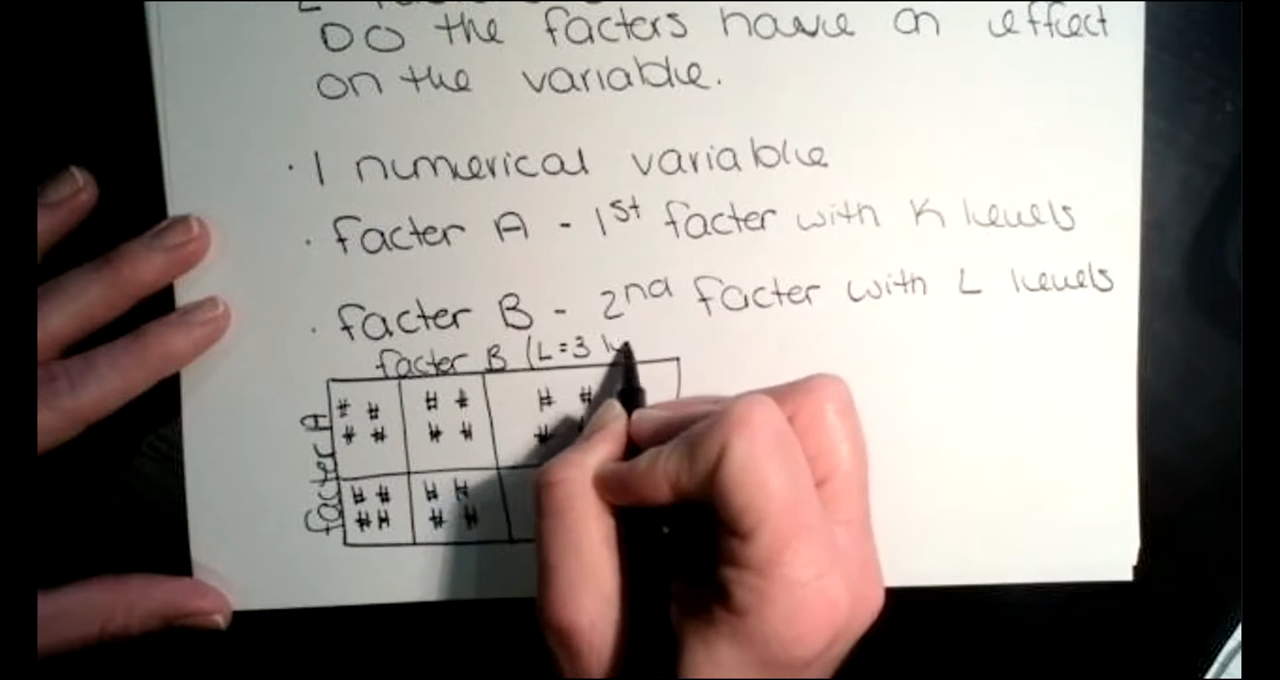 Do the factors have an effect
on the variable.
· 1 numerical variable
· facter A - 1st facter with K levels
· facter B - 2nd facter with L levels
facter B (L=3
# # # # # #
# # # # #
facter A
# # # #
# # # #